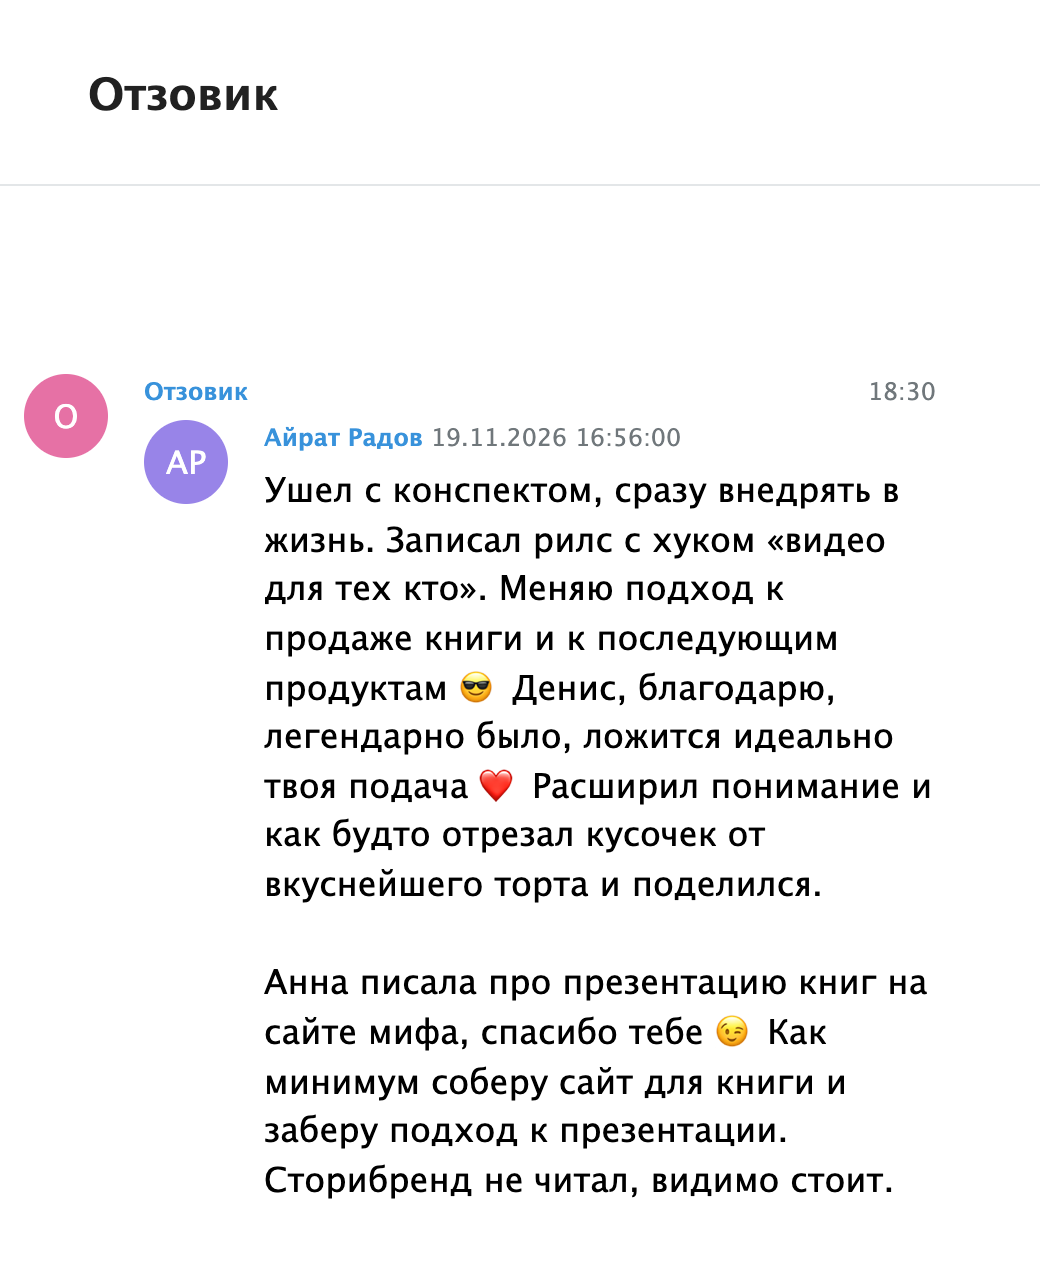 Отзовик
О
Отзовик 18:30
АР
Айрат Радов 19.11.2026 16:56:00
Ушел с конспектом, сразу внедрять в
жизнь. Записал рилс с хуком «видео
для тех кто». Меняю подход к
продаже книги и к последующим
продуктам 😎 Денис, благодарю,
легендарно было, ложится идеально
твоя подача ❤️ Расширил понимание и
как будто отрезал кусочек от
вкуснейшего торта и поделился.
Анна писала про презентацию книг на
сайте мифа, спасибо тебе 😉 Как
минимум соберу сайт для книги и
заберу подход к презентации.
Сторибренд не читал, видимо стоит.